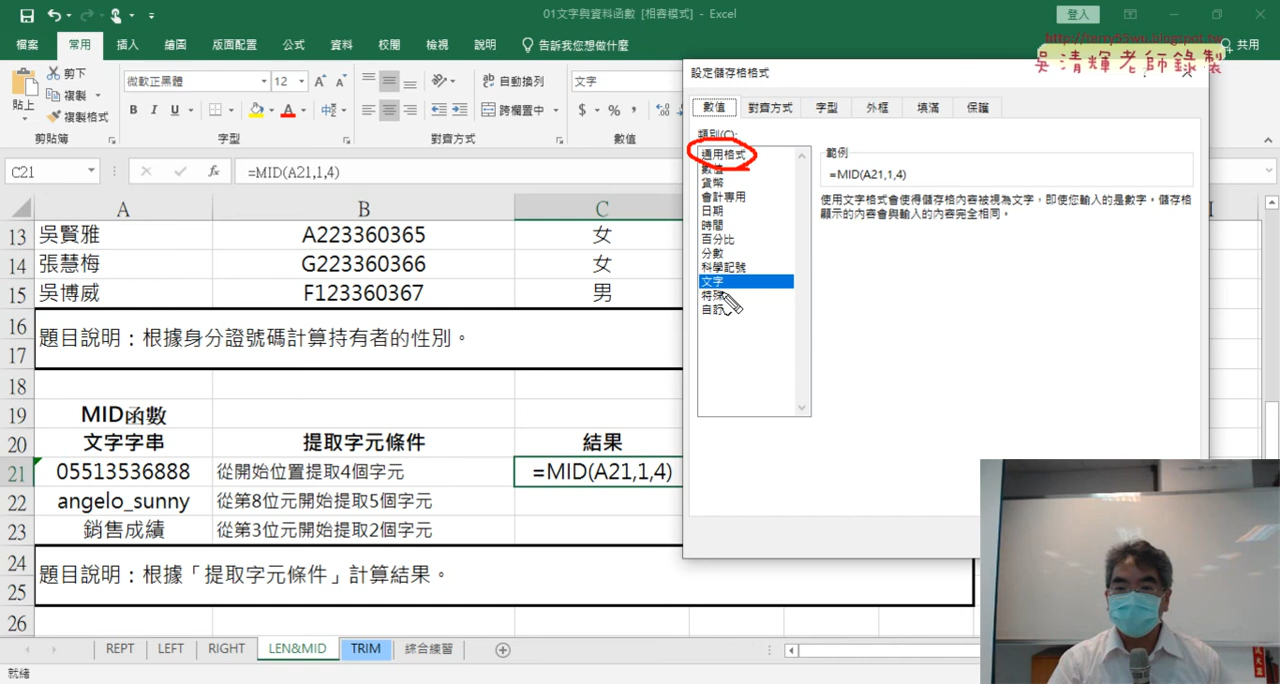 01文字與資料函數 [相容模式] - Excel
登入
檔案 常用 插入 繪圖 版面配置 公式 資料 校閱 檢視 說明 告訴我您想做什麼 共用
http://terry55wu.blogspot.tw
吳清輝老師錄製
貼上 剪下 複製 複製格式
微軟正黑體 12
B I U A 中
自動換列
跨欄置中
文字
$ % ,
剪貼簿 字型 對齊方式 數值
C21 fx =MID(A21,1,4)
A B C
13 吳賢雅 A223360365 女
14 張慧梅 G223360366 女
15 吳博威 F123360367 男
16
題目說明：根據身分證號碼計算持有者的性別。
17
18
19 MID函數
20 文字字串 提取字元條件 結果
21 05513536888 從開始位置提取4個字元 =MID(A21,1,4)
22 angelo_sunny 從第8位元開始提取5個字元
23 銷售成績 從第3位元開始提取2個字元
24
題目說明：根據「提取字元條件」計算結果。
25
26
REPT LEFT RIGHT LEN&MID TRIM 綜合練習
就緒
設定儲存格格式
數值 對齊方式 字型 外框 填滿 保護
類別(C):
通用格式
數值
貨幣
會計專用
日期
時間
百分比
分數
科學記號
文字
特殊
自訂
範例
=MID(A21,1,4)
使用文字格式會使得儲存格內容被視為文字，即使您輸入的是數字。儲存格
顯示的內容會與輸入的內容完全相同。